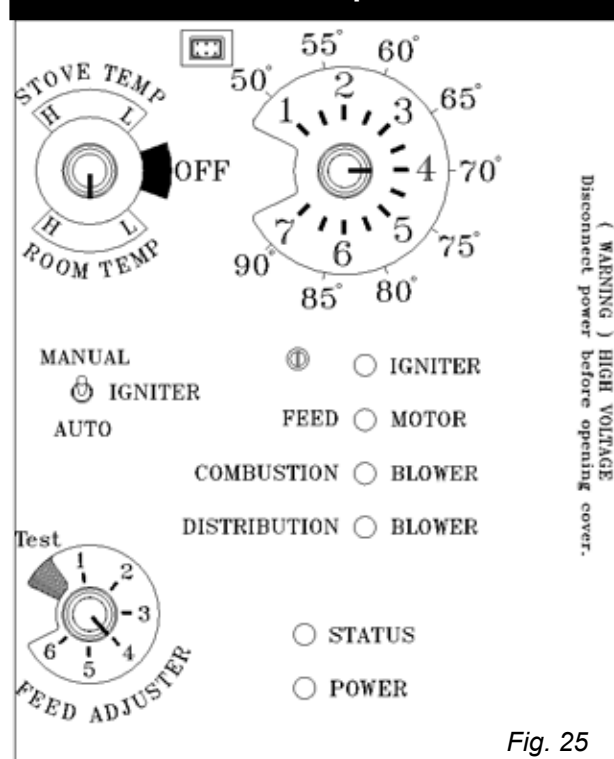 STOVE TEMP
H L
OFF
H L
ROOM TEMP
50° 55° 60° 65° 70° 75° 80° 85° 90°
1 2 3 4 5 6 7
( WARNING ) HIGH VOLTAGE
Disconnect power before opening cover.
MANUAL
IGNITER
AUTO
IGNITER
FEED MOTOR
COMBUSTION BLOWER
DISTRIBUTION BLOWER
Test
1 2 3 4 5 6
FEED ADJUSTER
STATUS
POWER
Fig. 25